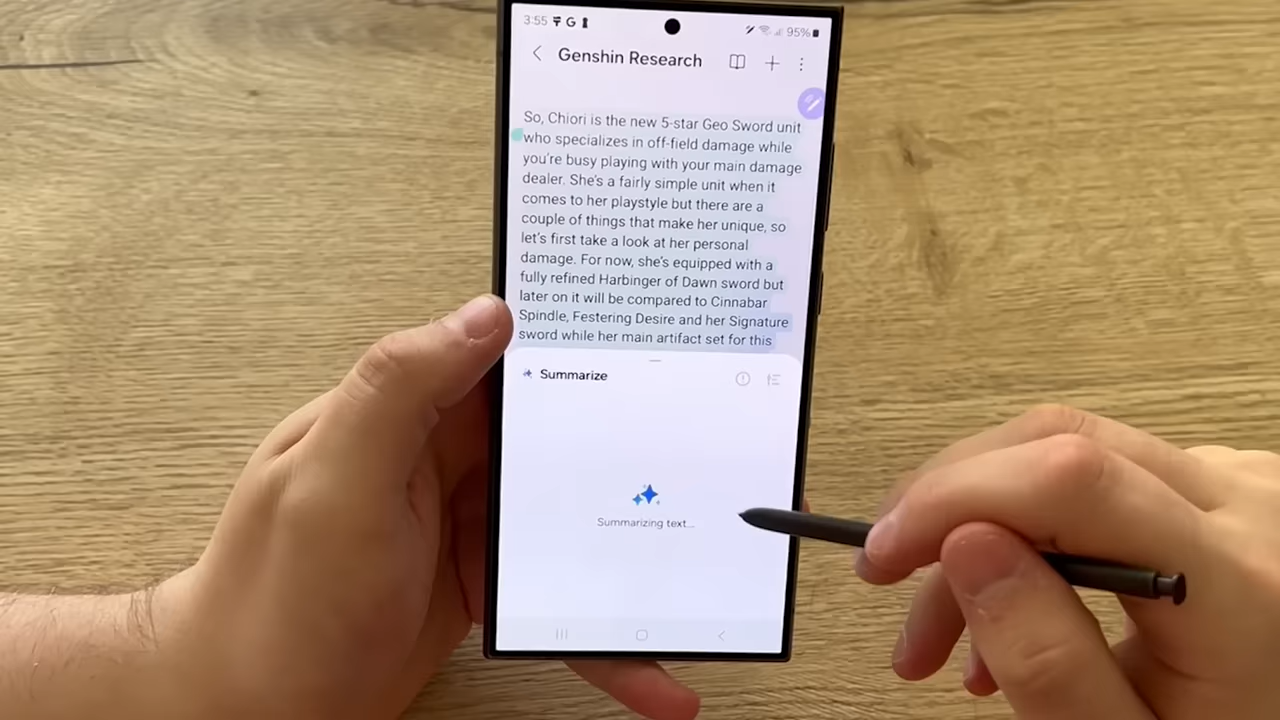 3:55 G 95%
Genshin Research
So, Chiori is the new 5-star Geo Sword unit
who specializes in off-field damage while
you're busy playing with your main damage
dealer. She's a fairly simple unit when it
comes to her playstyle but there are a
couple of things that make her unique, so
let's first take a look at her personal
damage. For now, she's equipped with a
fully refined Harbinger of Dawn sword but
later on it will be compared to Cinnabar
Spindle, Festering Desire and her Signature
sword while her main artifact set for this
Summarize
Summarizing text...